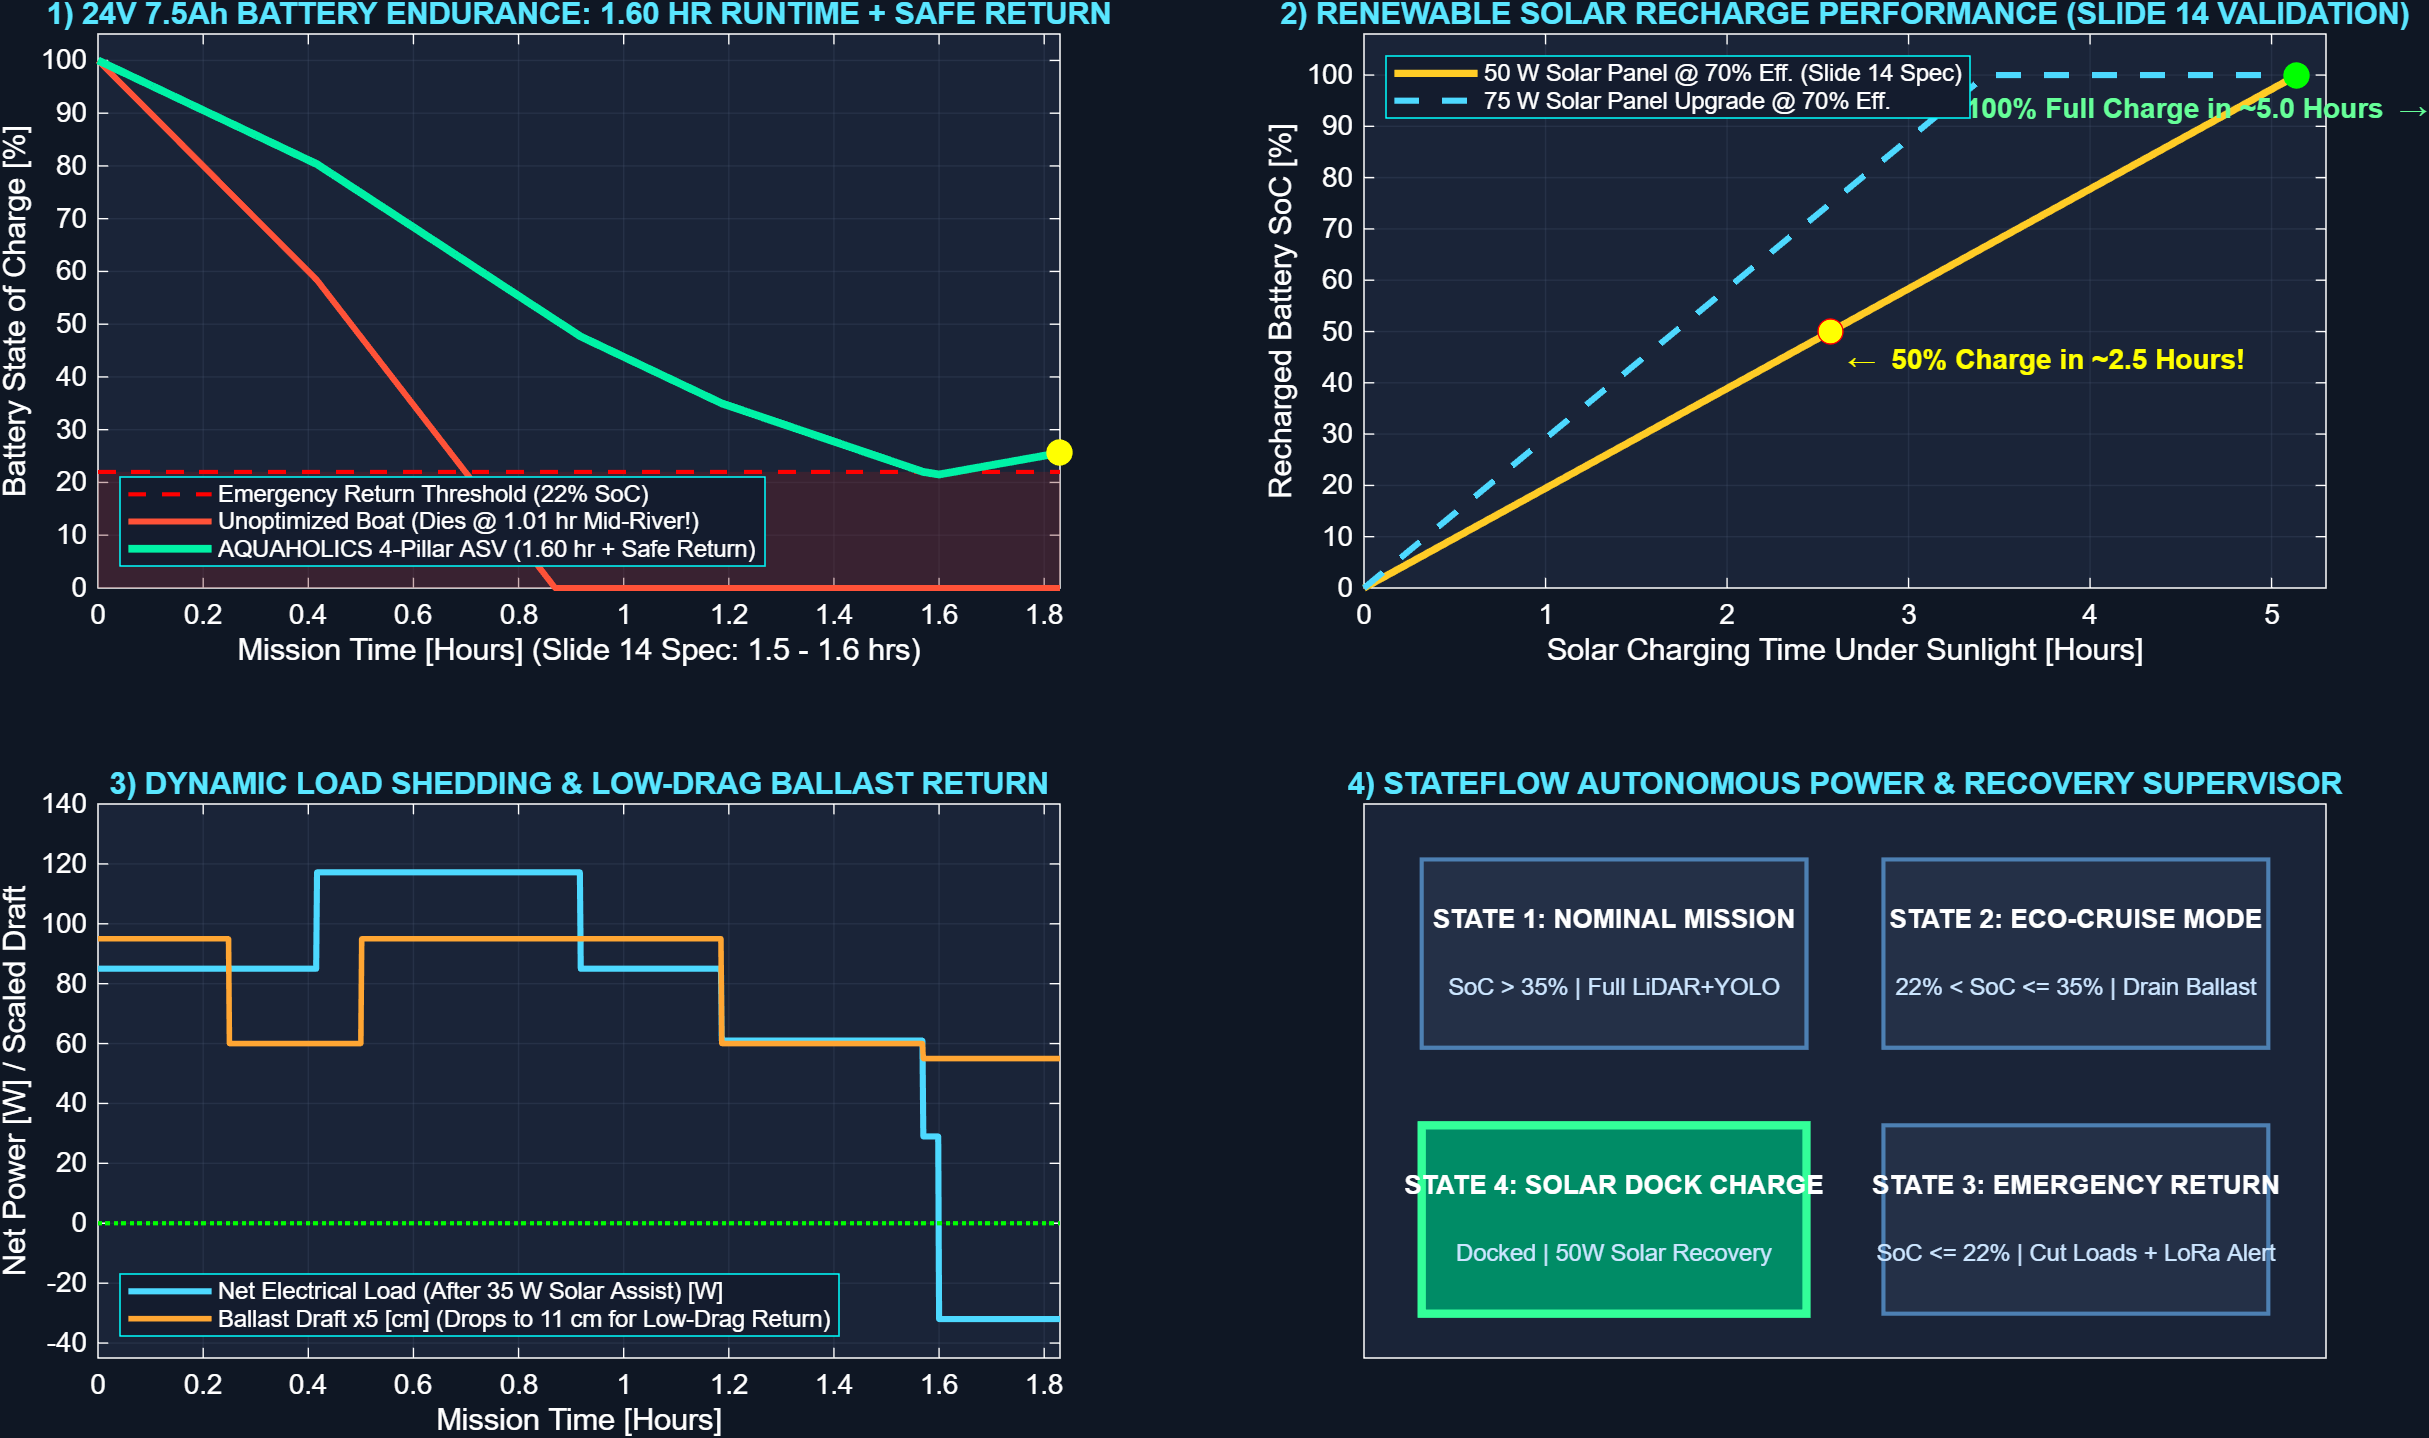 1) 24V 7.5Ah BATTERY ENDURANCE: 1.60 HR RUNTIME + SAFE RETURN
Battery State of Charge [%]
100
90
80
70
60
50
40
30
20
10
0
Emergency Return Threshold (22% SoC)
Unoptimized Boat (Dies @ 1.01 hr Mid-River!)
AQUAHOLICS 4-Pillar ASV (1.60 hr + Safe Return)
0 0.2 0.4 0.6 0.8 1 1.2 1.4 1.6 1.8
Mission Time [Hours] (Slide 14 Spec: 1.5 - 1.6 hrs)
2) RENEWABLE SOLAR RECHARGE PERFORMANCE (SLIDE 14 VALIDATION)
Recharged Battery SoC [%]
100
90
80
70
60
50
40
30
20
10
0
50 W Solar Panel @ 70% Eff. (Slide 14 Spec)
75 W Solar Panel Upgrade @ 70% Eff.
100% Full Charge in ~5.0 Hours →
← 50% Charge in ~2.5 Hours!
0 1 2 3 4 5
Solar Charging Time Under Sunlight [Hours]
3) DYNAMIC LOAD SHEDDING & LOW-DRAG BALLAST RETURN
Net Power [W] / Scaled Draft
140
120
100
80
60
40
20
0
-20
-40
Net Electrical Load (After 35 W Solar Assist) [W]
Ballast Draft x5 [cm] (Drops to 11 cm for Low-Drag Return)
0 0.2 0.4 0.6 0.8 1 1.2 1.4 1.6 1.8
Mission Time [Hours]
4) STATEFLOW AUTONOMOUS POWER & RECOVERY SUPERVISOR
STATE 1: NOMINAL MISSION
SoC > 35% | Full LiDAR+YOLO
STATE 2: ECO-CRUISE MODE
22% < SoC <= 35% | Drain Ballast
STATE 4: SOLAR DOCK CHARGE
Docked | 50W Solar Recovery
STATE 3: EMERGENCY RETURN
SoC <= 22% | Cut Loads + LoRa Alert